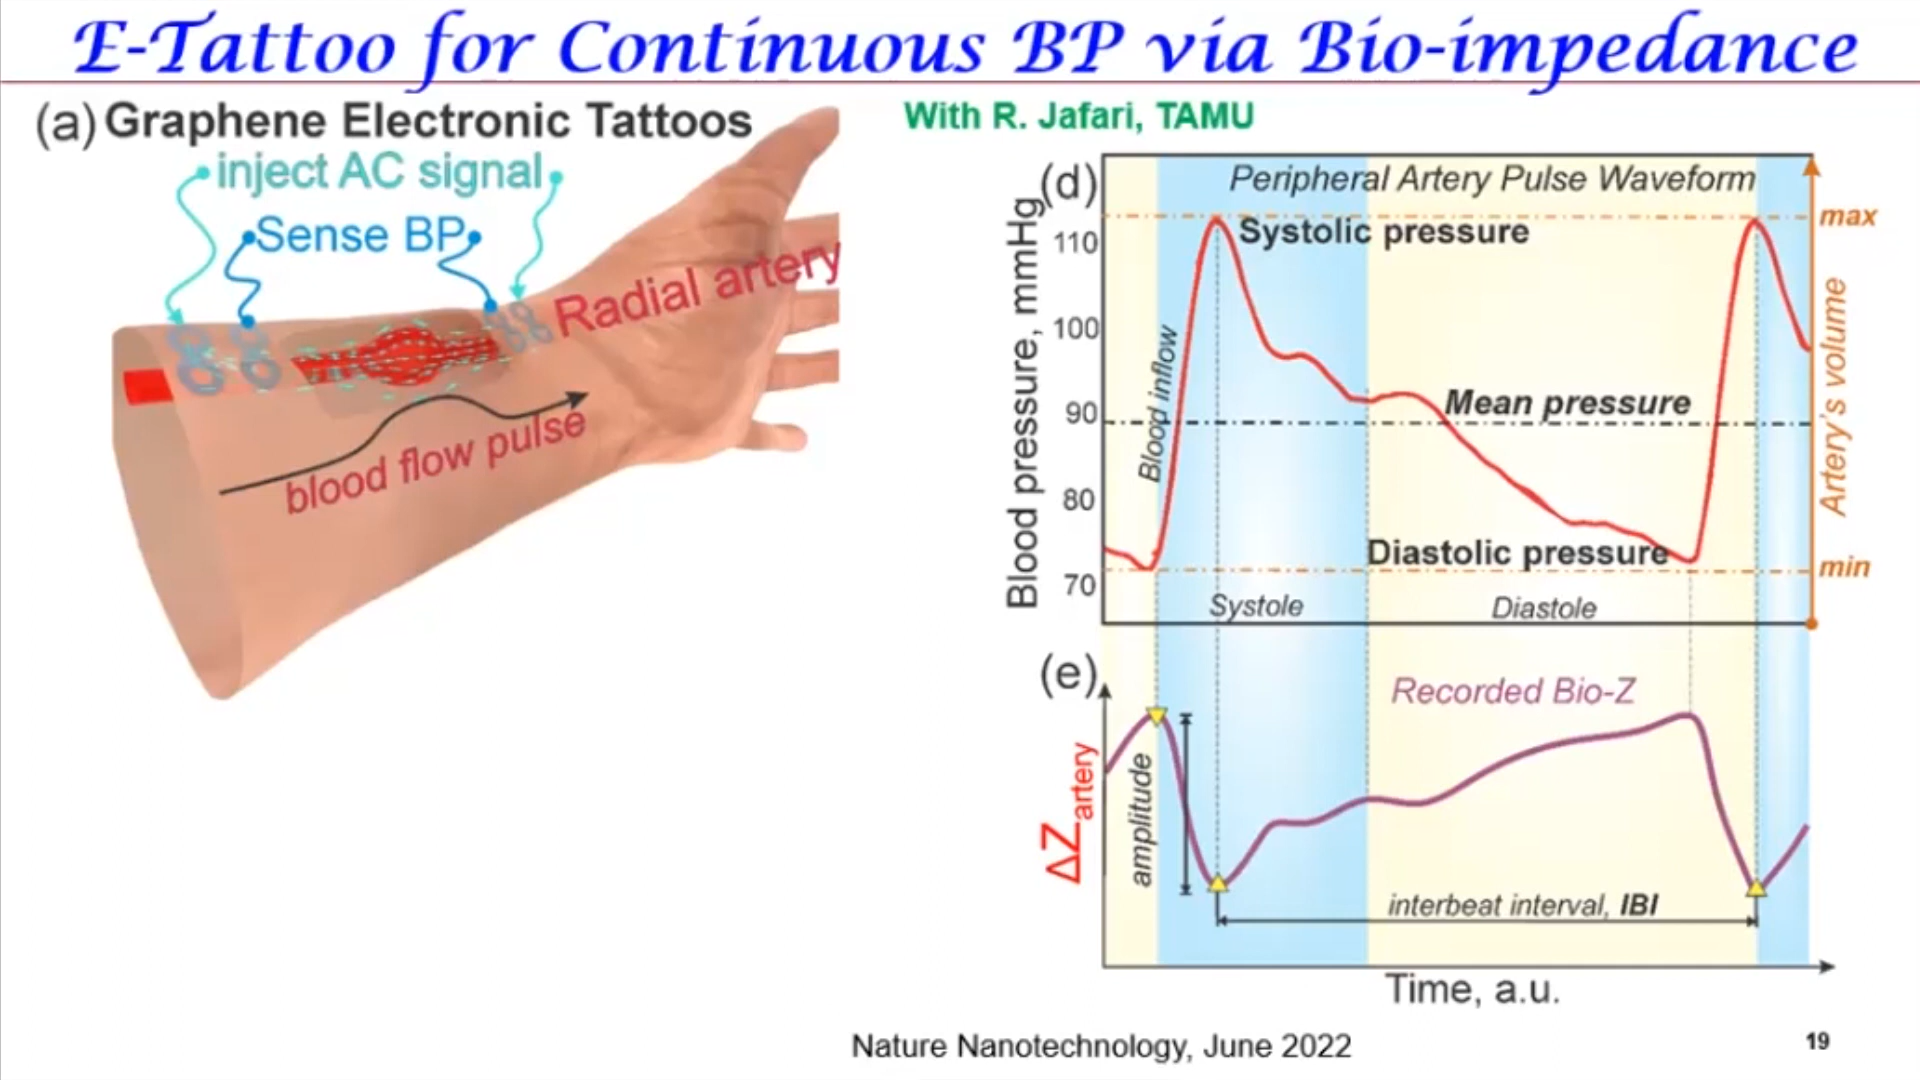 E-Tattoo for Continuous BP via Bio-impedance
(a) Graphene Electronic Tattoos
inject AC signal
Sense BP
Radial artery
blood flow pulse
With R. Jafari, TAMU
(d)
Peripheral Artery Pulse Waveform
max
Systolic pressure
110
100
90
80
70
Blood pressure, mmHg
Blood inflow
Mean pressure
Artery's volume
Diastolic pressure
min
Systole
Diastole
(e)
Recorded Bio-Z
ΔZartery
amplitude
interbeat interval, IBI
Time, a.u.
Nature Nanotechnology, June 2022
19